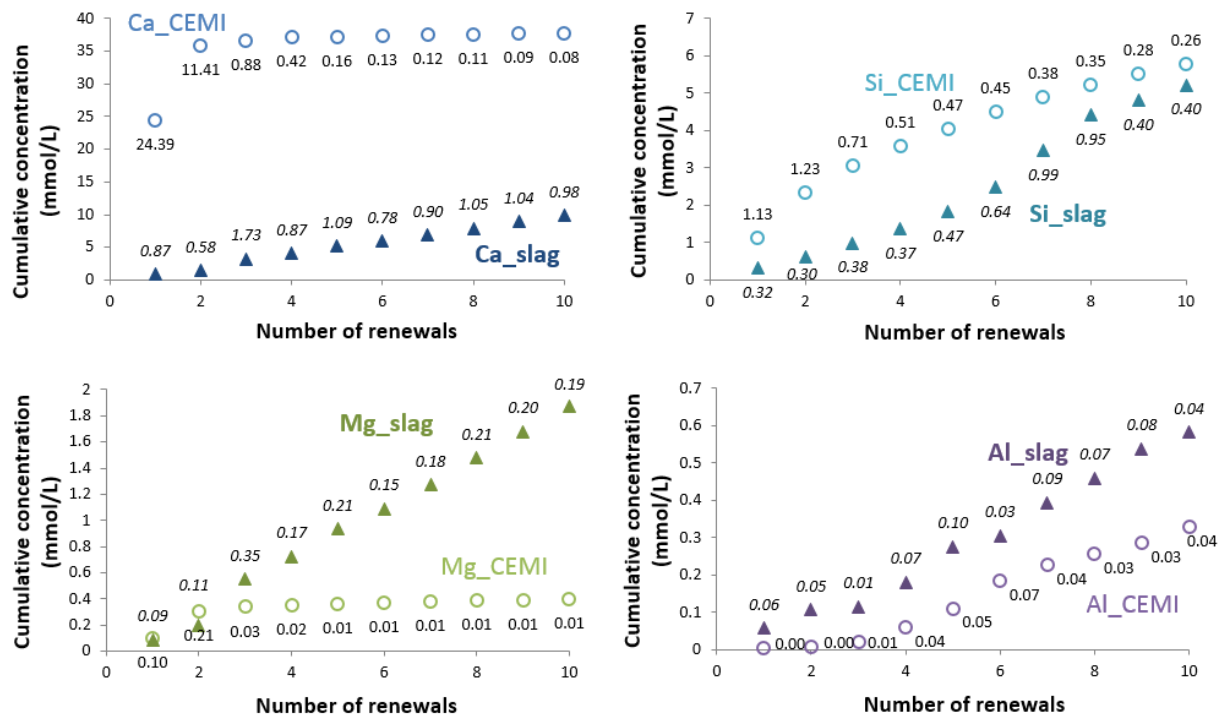 Ca_CEMI
Cumulative concentration
(mmol/L)
40
35
30
25
20
15
10
5
0
24.39
11.41 0.88 0.42 0.16 0.13 0.12 0.11 0.09 0.08
0.87 0.58 1.73 0.87 1.09 0.78 0.90 1.05 1.04 0.98
Ca_slag
0 2 4 6 8 10
Number of renewals
Cumulative concentration
(mmol/L)
7
6
5
4
3
2
1
0
Si_CEMI
1.13 1.23 0.71 0.51 0.47 0.45 0.38 0.35 0.28 0.26
0.32 0.30 0.38 0.37 0.47 0.64 0.99 0.95 0.40 0.40
Si_slag
0 2 4 6 8 10
Number of renewals
Cumulative concentration
(mmol/L)
2
1.8
1.6
1.4
1.2
1
0.8
0.6
0.4
0.2
0
Mg_slag
0.09 0.11 0.35 0.17 0.21 0.15 0.18 0.21 0.20 0.19
Mg_CEMI
0.10 0.21 0.03 0.02 0.01 0.01 0.01 0.01 0.01 0.01
0 2 4 6 8 10
Number of renewals
Cumulative concentration
(mmol/L)
0.7
0.6
0.5
0.4
0.3
0.2
0.1
0
Al_slag
0.06 0.05 0.01 0.07 0.10 0.03 0.09 0.07 0.08 0.04
0.00 0.00 0.01 0.04 0.05 0.07 0.04 0.03 0.03 0.04
Al_CEMI
0 2 4 6 8 10
Number of renewals